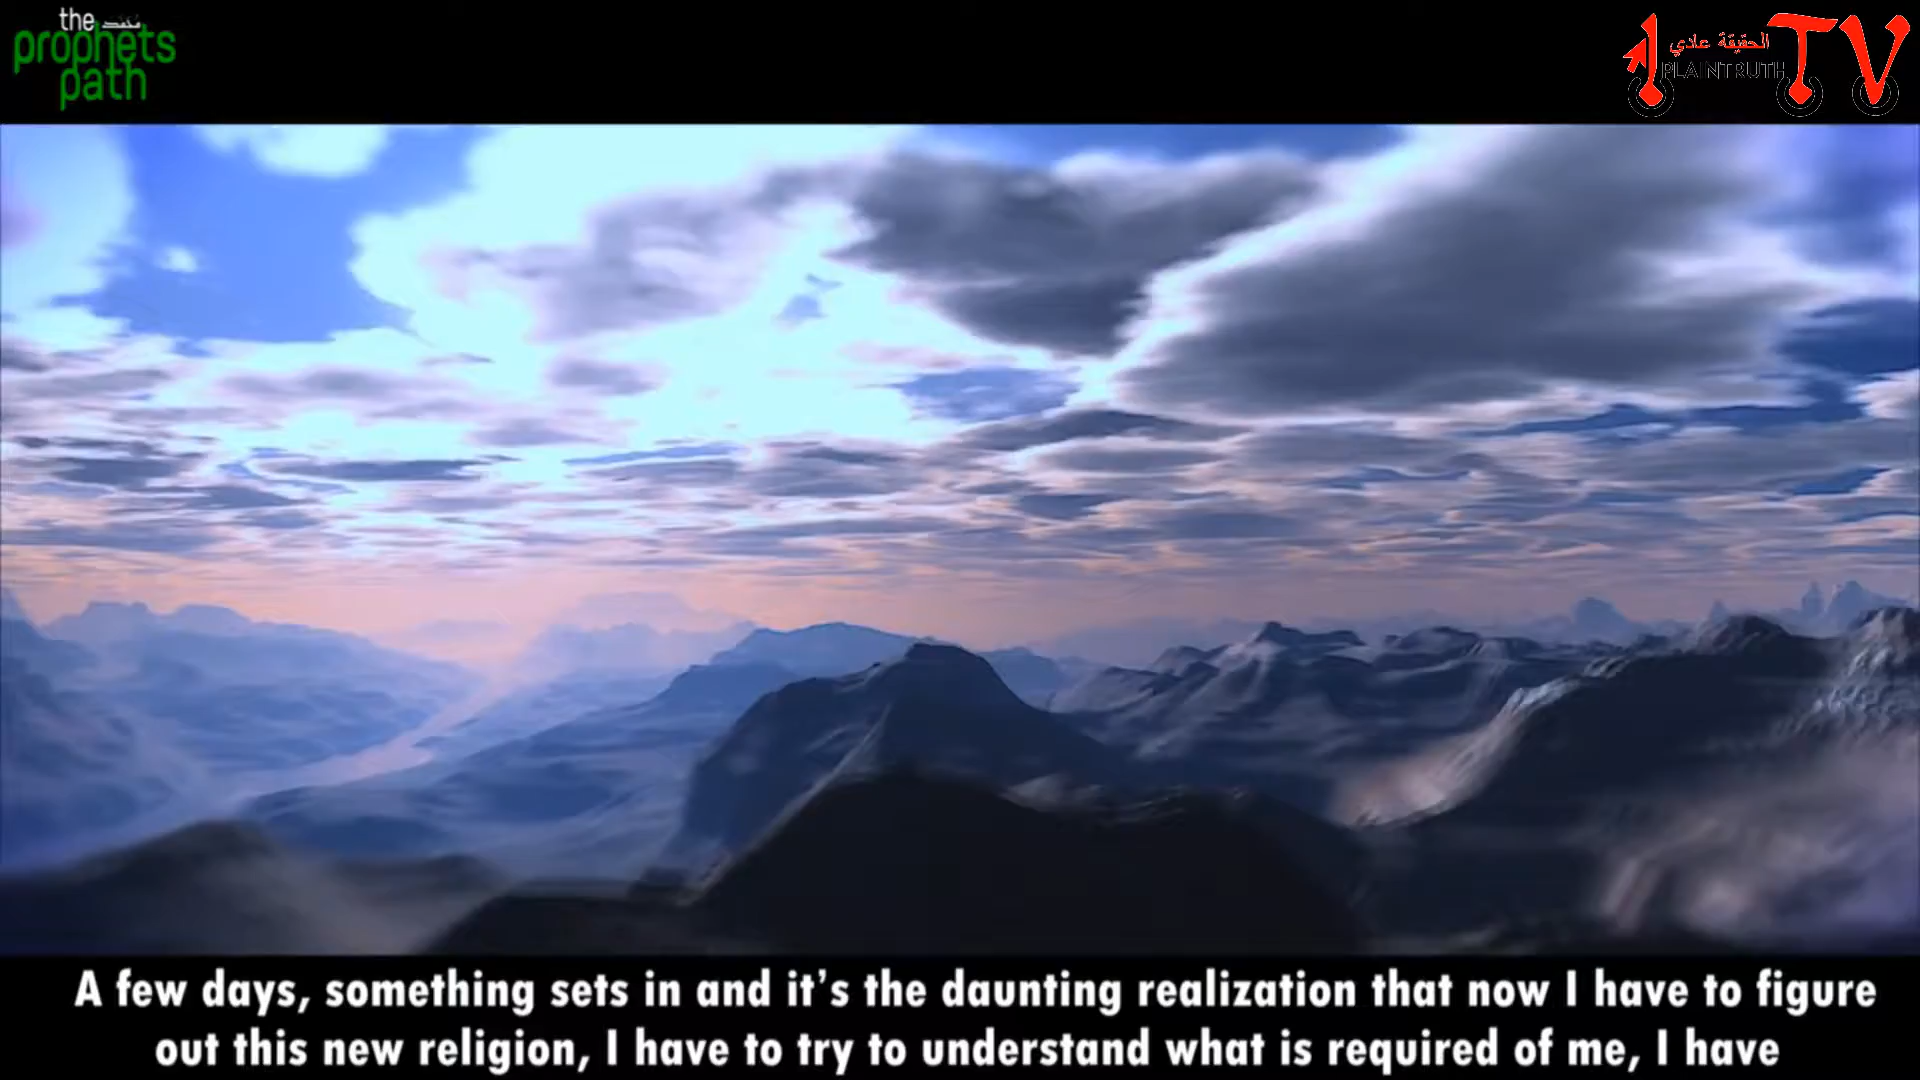 the محمد
prophets
path
الحقيقة عادي TV
PLAINTRUTH
A few days, something sets in and it's the daunting realization that now I have to figure
out this new religion, I have to try to understand what is required of me, I have